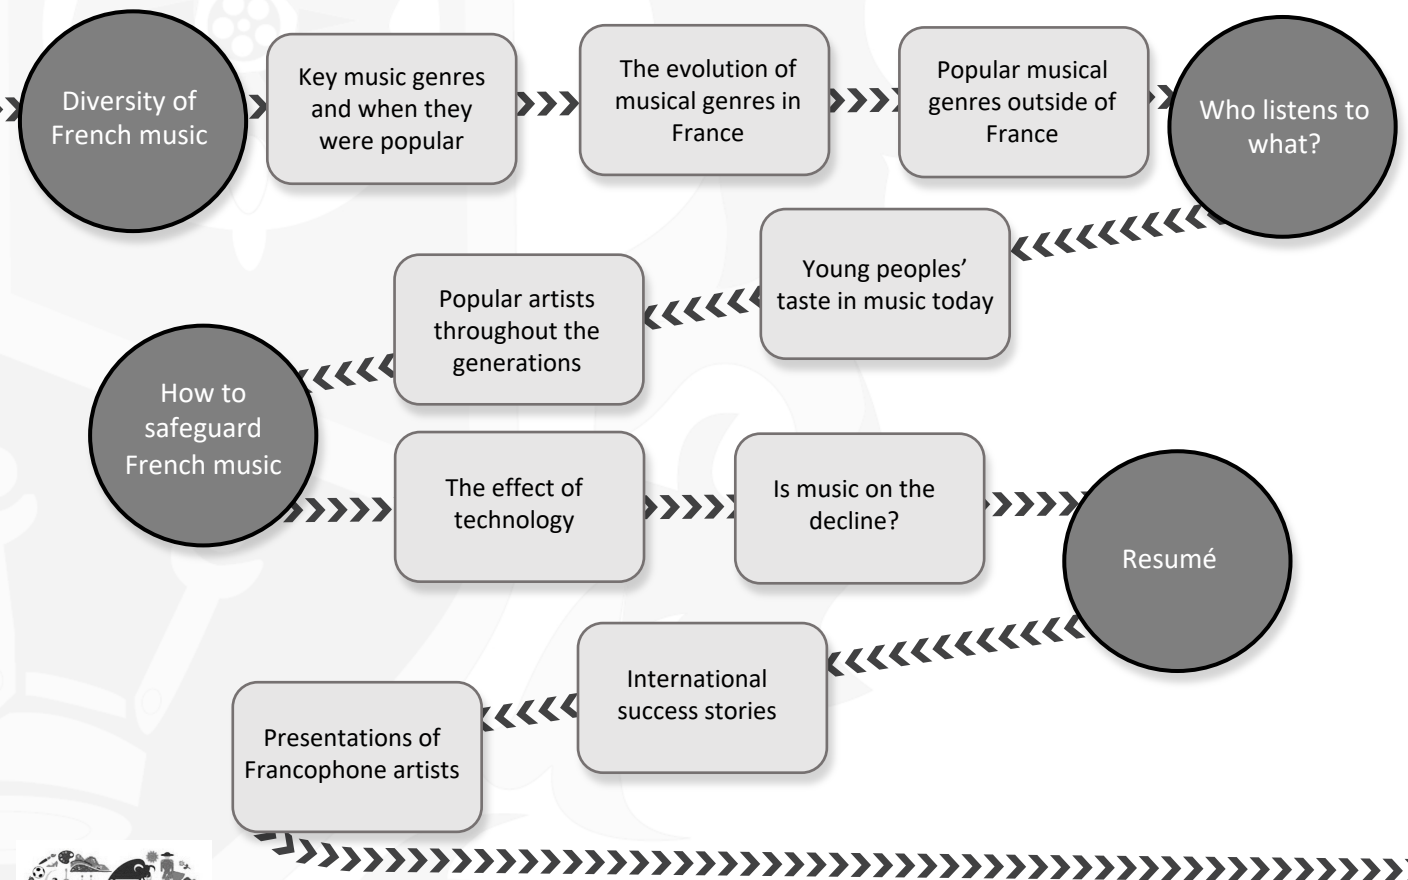 Diversity of
French music
Key music genres
and when they
were popular
The evolution of
musical genres in
France
Popular musical
genres outside of
France
Who listens to
what?
Young peoples’
taste in music today
Popular artists
throughout the
generations
How to
safeguard
French music
The effect of
technology
Is music on the
decline?
Resumé
International
success stories
Presentations of
Francophone artists